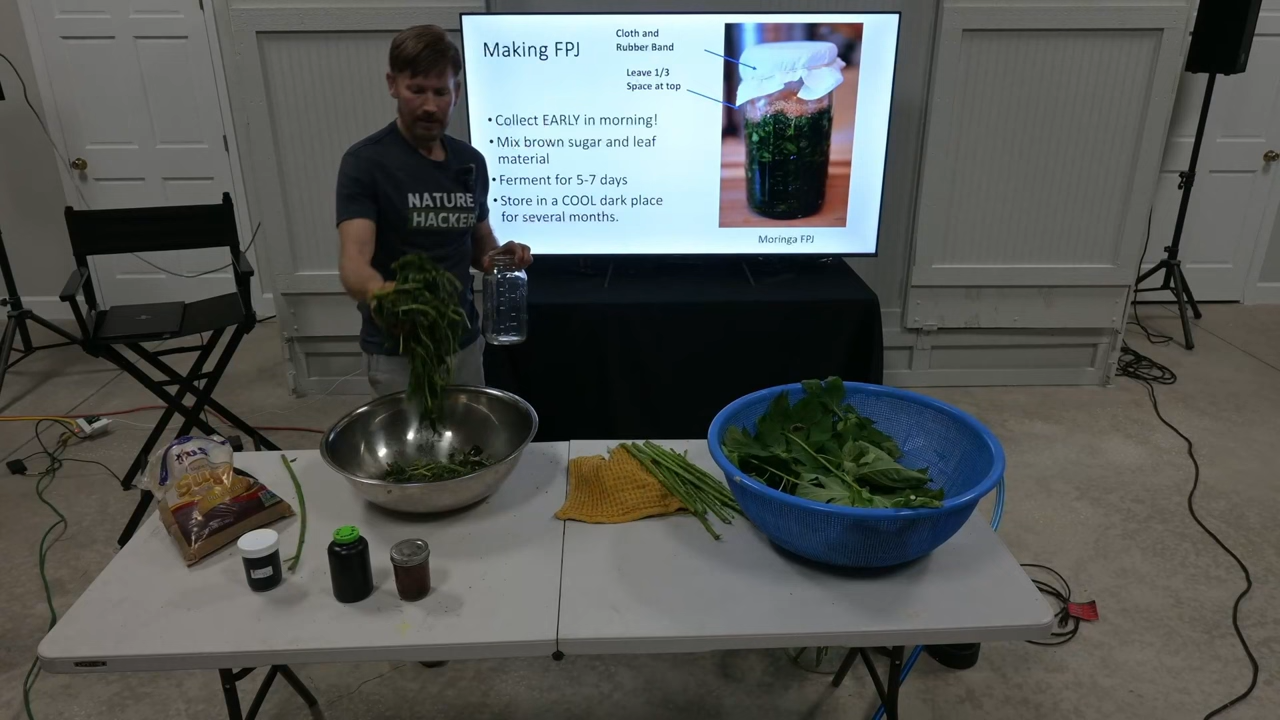 Making FPJ
Cloth and
Rubber Band
Leave 1/3
Space at top
• Collect EARLY in morning!
• Mix brown sugar and leaf
material
• Ferment for 5-7 days
• Store in a COOL dark place
for several months.
Moringa FPJ
NATURE
HACKER